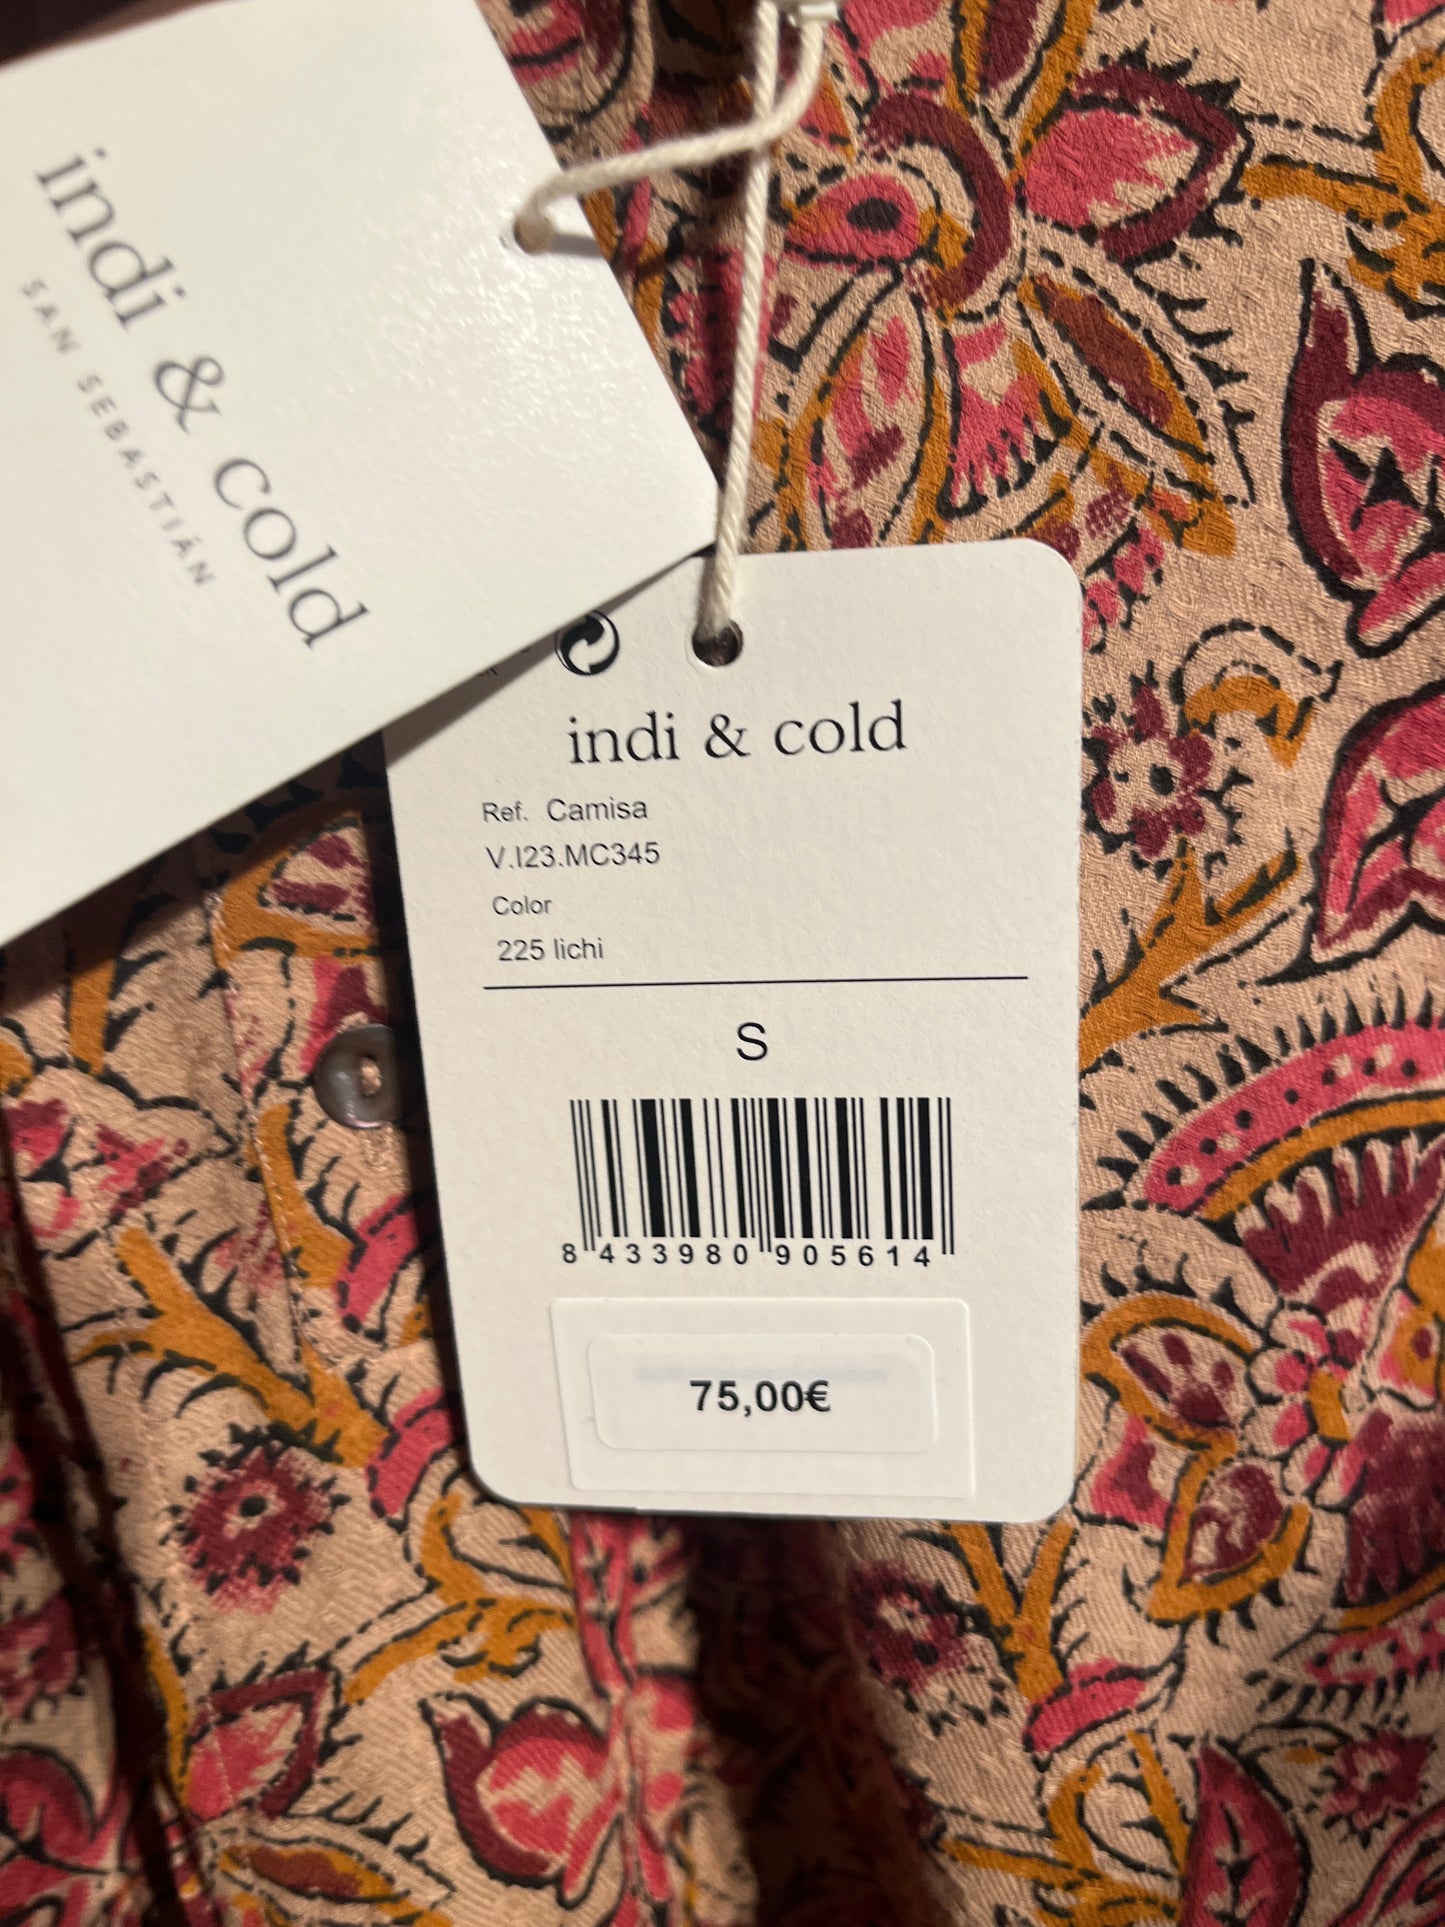 indi & cold
SAN SEBASTIÁN
indi & cold
Ref. Camisa
V.I23.MC345
Color
225 lichi
S
8 433980 905614
75,00€